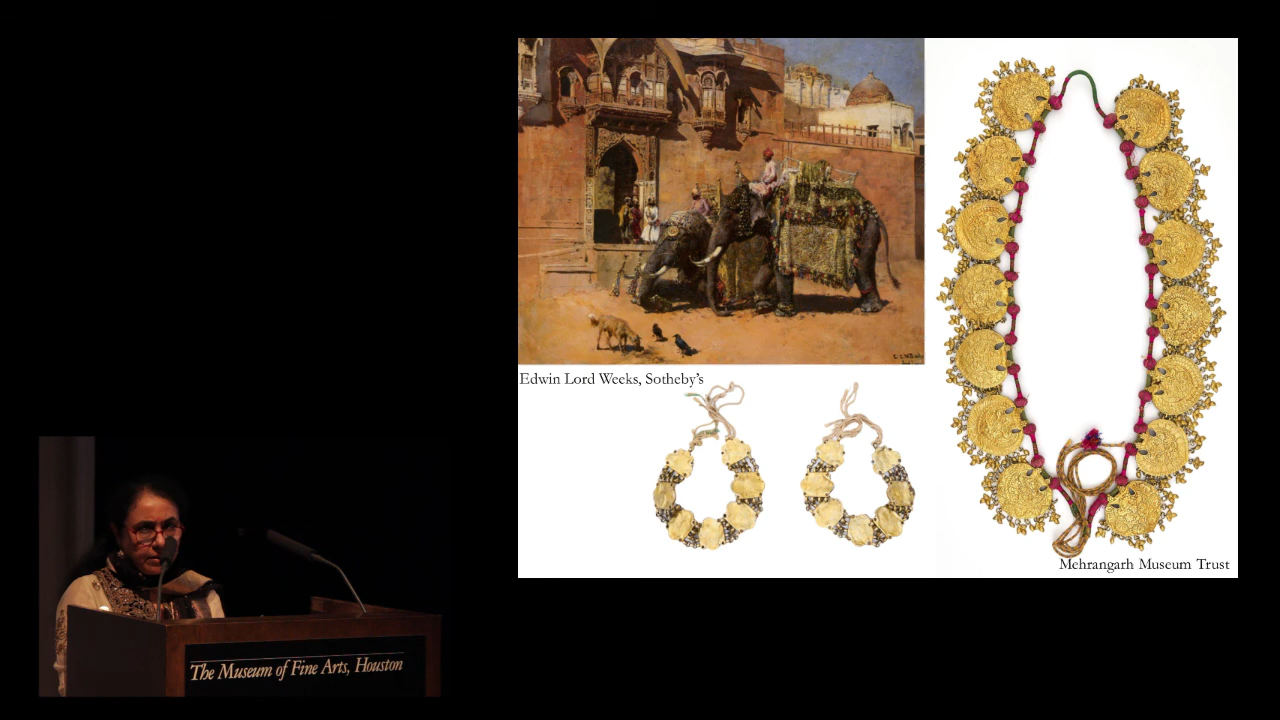 Edwin Lord Weeks, Sotheby's
Mehrangarh Museum Trust
The Museum of Fine Arts, Houston